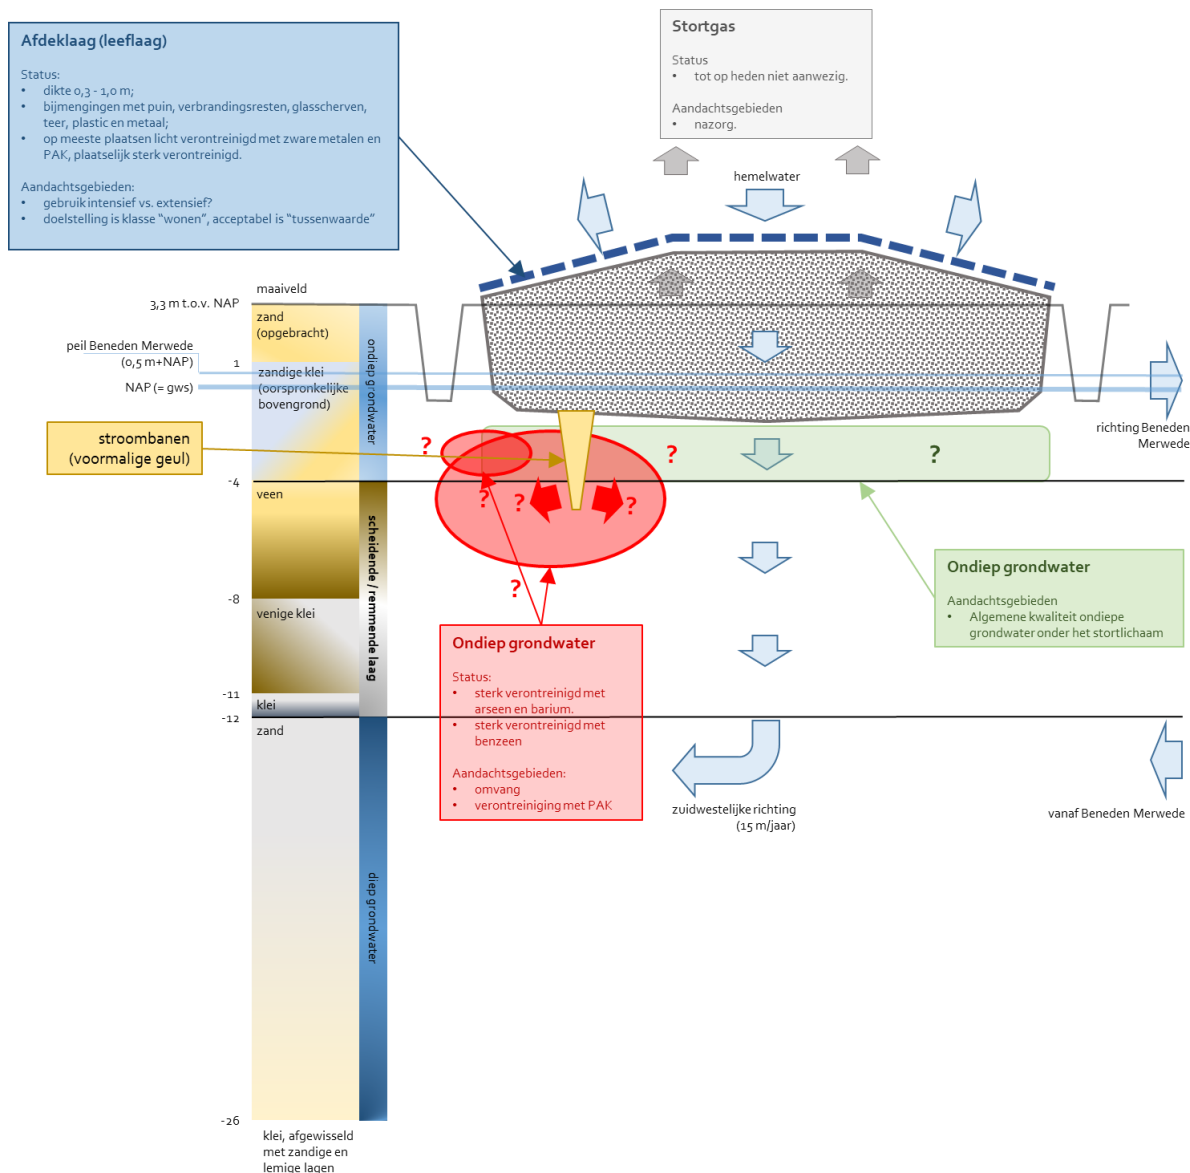 Afdeklaag (leeflaag)
Status:
• dikte 0,3 - 1,0 m;
• bijmengingen met puin, verbrandingsresten, glasscherven,
teer, plastic en metaal;
• op meeste plaatsen licht verontreinigd met zware metalen en
PAK, plaatselijk sterk verontreinigd.
Aandachtsgebieden:
• gebruik intensief vs. extensief?
• doelstelling is klasse “wonen”, acceptabel is “tussenwaarde”
Stortgas
Status
• tot op heden niet aanwezig.
Aandachtsgebieden
• nazorg.
hemelwater
maaiveld
3,3 m t.o.v. NAP
zand
(opgebracht)
peil Beneden Merwede
(0,5 m+NAP)
1
NAP (= gws)
zandige klei
(oorspronkelijke
bovengrond)
ondiep grondwater
richting Beneden
Merwede
stroombanen
(voormalige geul)
?
?
?
?
?
?
?
-4
veen
scheidende / remmende laag
-8
venige klei
-11
klei
-12
zand
Ondiep grondwater
Aandachtsgebieden
• Algemene kwaliteit ondiepe
grondwater onder het stortlichaam
Ondiep grondwater
Status:
• sterk verontreinigd met
arseen en barium.
• sterk verontreinigd met
benzeen
Aandachtsgebieden:
• omvang
• verontreiniging met PAK
zuidwestelijke richting
(15 m/jaar)
vanaf Beneden Merwede
diep grondwater
-26
klei, afgewisseld
met zandige en
lemige lagen